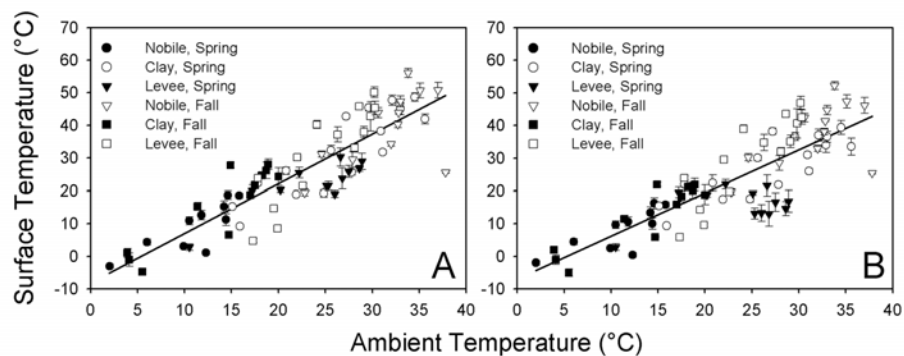 Surface Temperature (°C)
70
60
50
40
30
20
10
0
-10
Nobile, Spring
Clay, Spring
Levee, Spring
Nobile, Fall
Clay, Fall
Levee, Fall
A
0 5 10 15 20 25 30 35 40
70
60
50
40
30
20
10
0
-10
Nobile, Spring
Clay, Spring
Levee, Spring
Nobile, Fall
Clay, Fall
Levee, Fall
B
0 5 10 15 20 25 30 35 40
Ambient Temperature (°C)